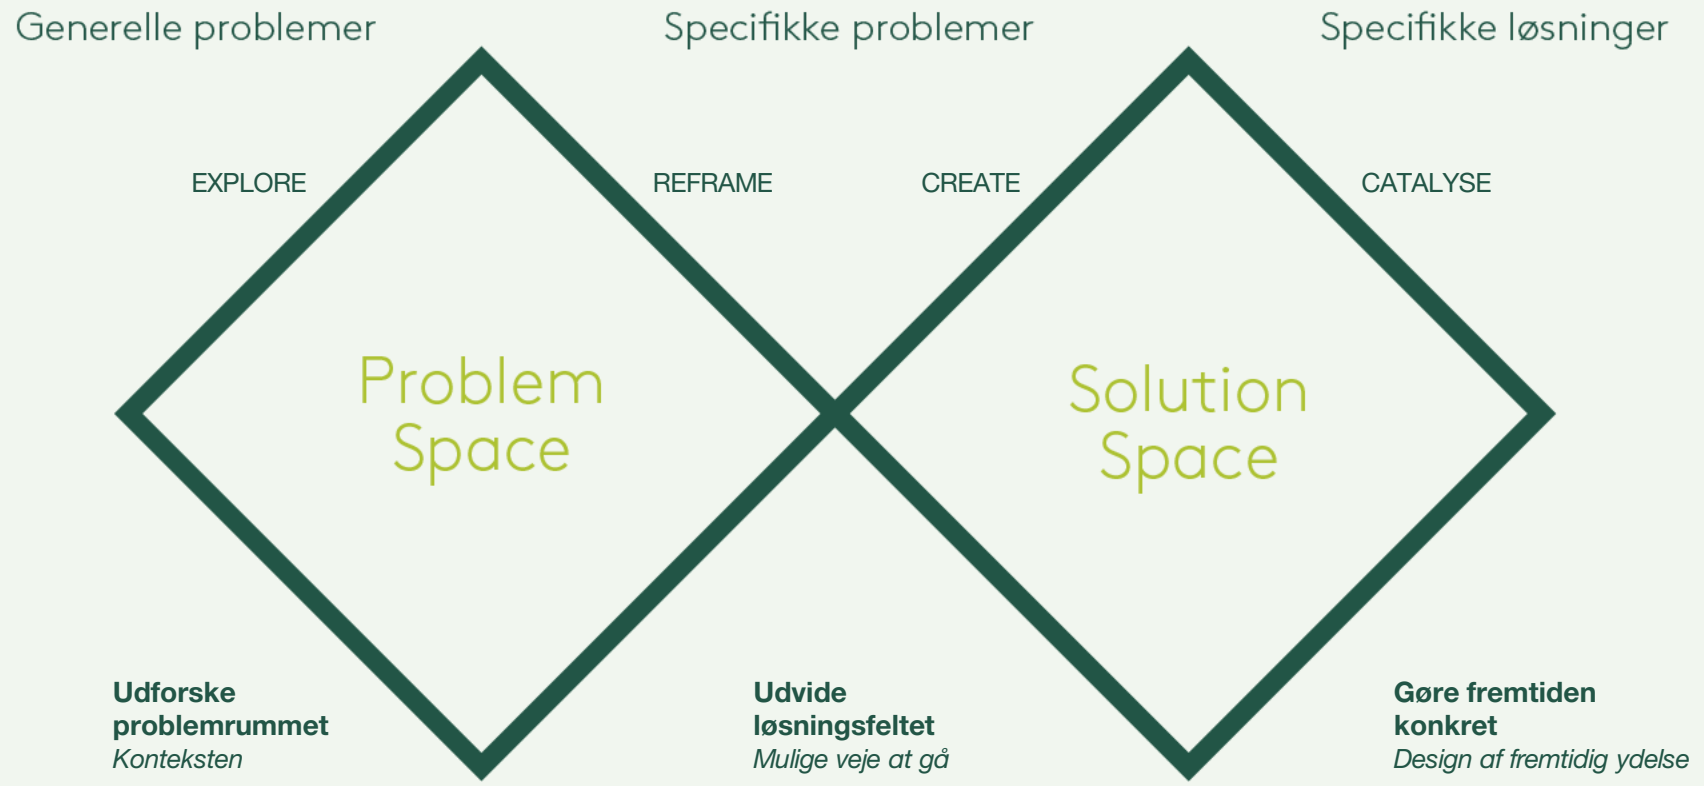 Generelle problemer
Specifikke problemer
Specifikke løsninger
EXPLORE
REFRAME
CREATE
CATALYSE
Problem
Space
Solution
Space
Udforske
problemrummet
Konteksten
Udvide
løsningsfeltet
Mulige veje at gå
Gøre fremtiden
konkret
Design af fremtidig ydelse